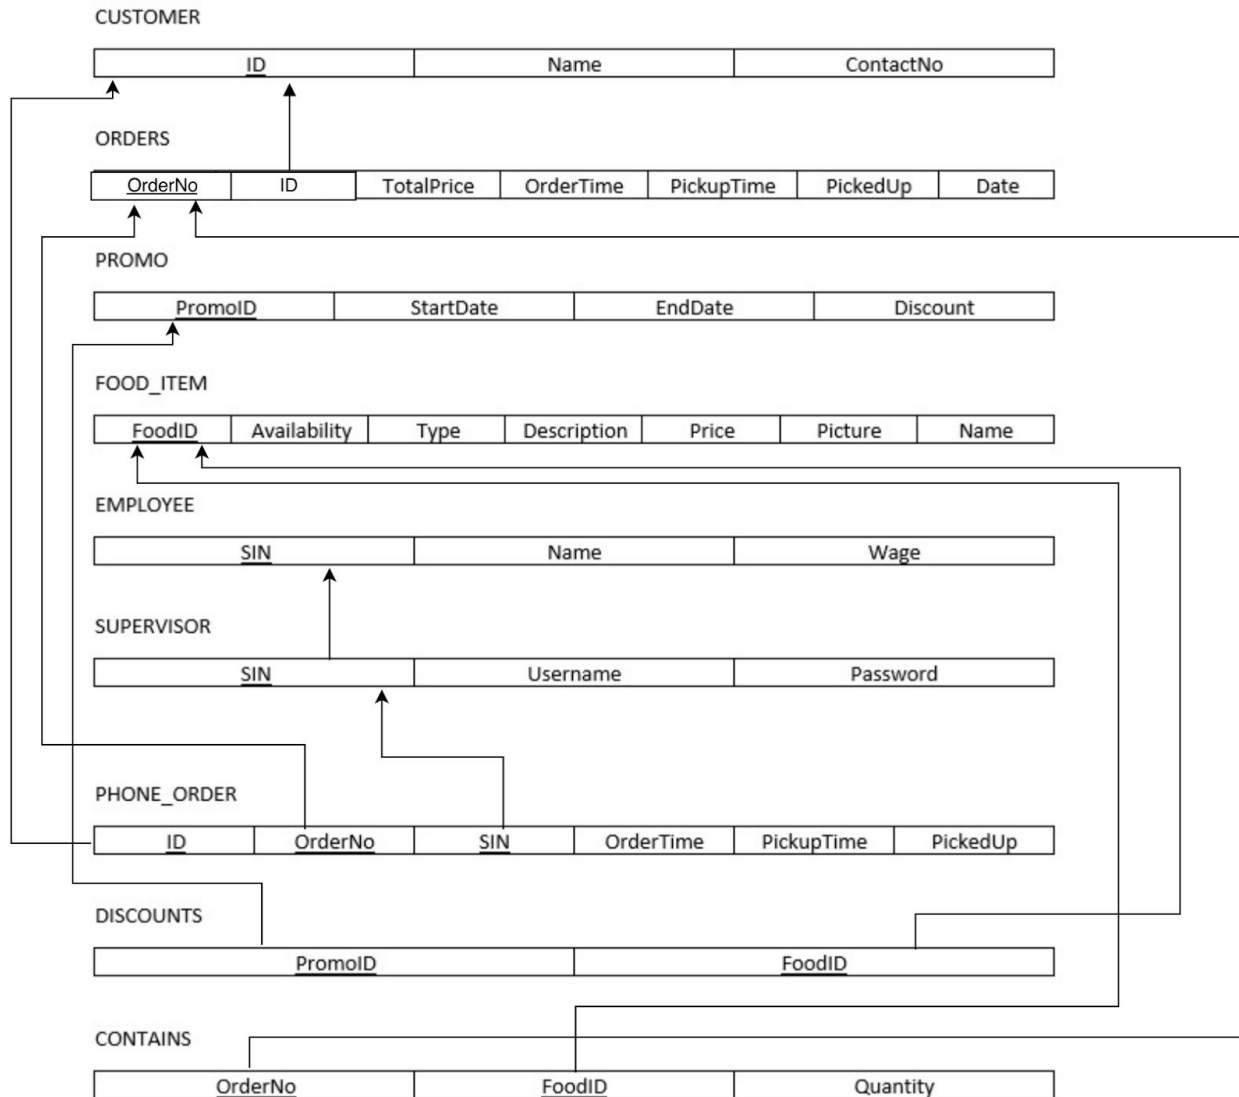 CUSTOMER
ID Name ContactNo
ORDERS
OrderNo ID TotalPrice OrderTime PickupTime PickedUp Date
PROMO
PromoID StartDate EndDate Discount
FOOD_ITEM
FoodID Availability Type Description Price Picture Name
EMPLOYEE
SIN Name Wage
SUPERVISOR
SIN Username Password
PHONE_ORDER
ID OrderNo SIN OrderTime PickupTime PickedUp
DISCOUNTS
PromoID FoodID
CONTAINS
OrderNo FoodID Quantity